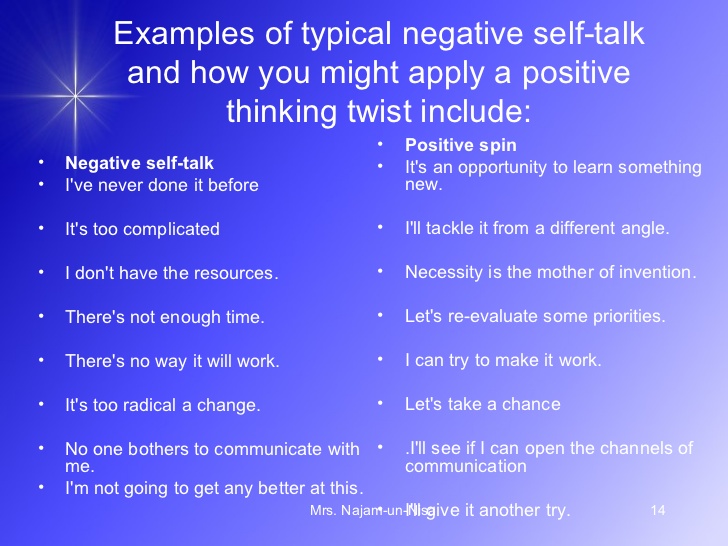 Examples of typical negative self-talk
and how you might apply a positive
thinking twist include:
• Negative self-talk
• I've never done it before
• It's too complicated
• I don't have the resources.
• There's not enough time.
• There's no way it will work.
• It's too radical a change.
• No one bothers to communicate with
me.
• I'm not going to get any better at this.
• Positive spin
• It's an opportunity to learn something
new.
• I'll tackle it from a different angle.
• Necessity is the mother of invention.
• Let's re-evaluate some priorities.
• I can try to make it work.
• Let's take a chance
• .I'll see if I can open the channels of
communication
• I'll give it another try.
Mrs. Najam-un-Nisa
14